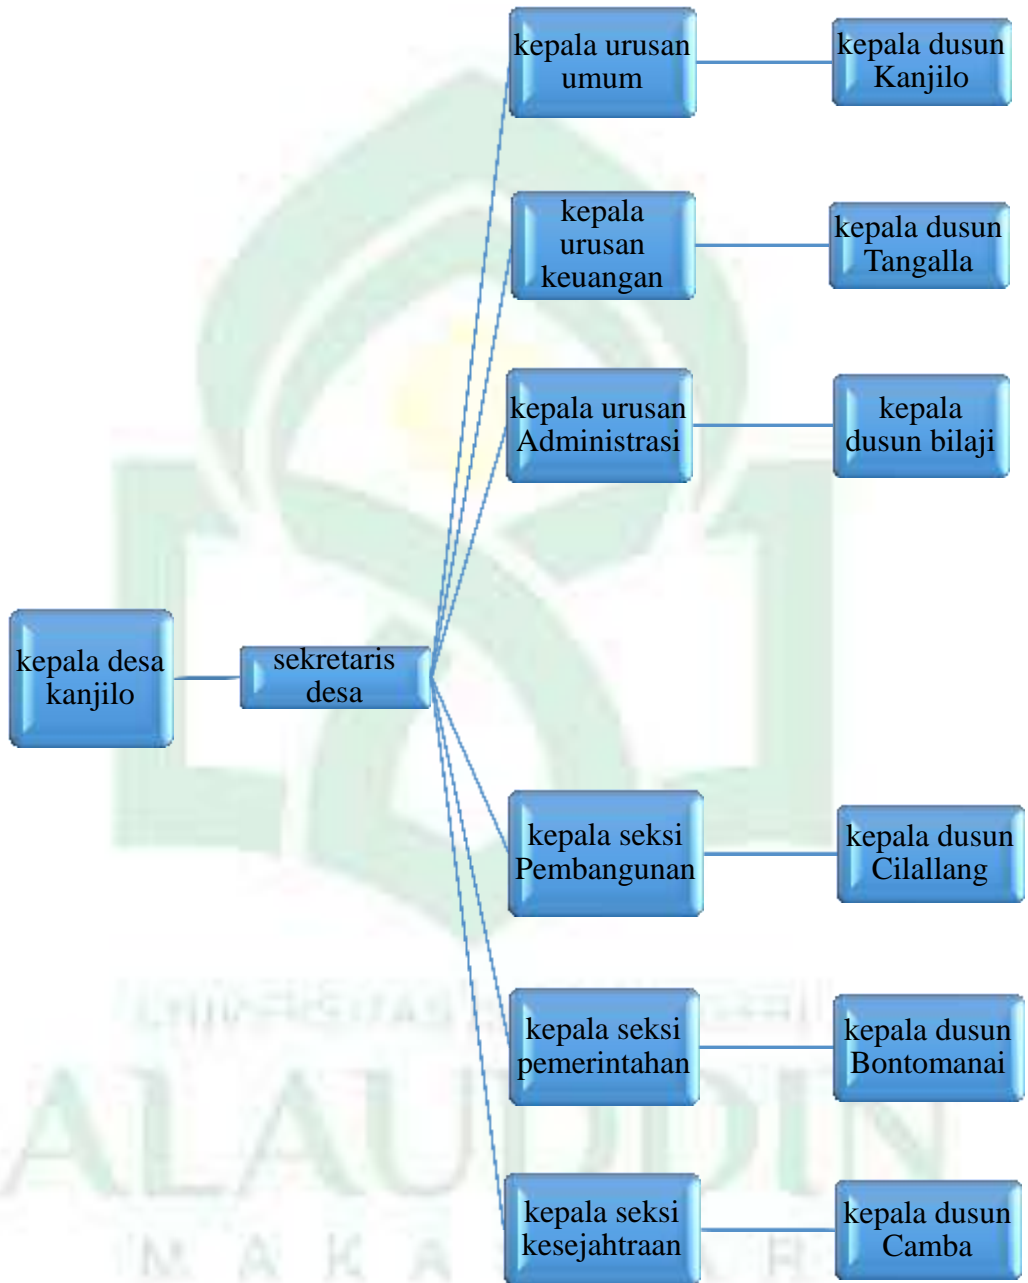 kepala urusan
umum
kepala dusun
Kanjilo
kepala
urusan
keuangan
kepala dusun
Tangalla
kepala urusan
Administrasi
kepala
dusun bilaji
kepala desa
kanjilo
sekretaris
desa
kepala seksi
Pembangunan
kepala dusun
Cilallang
kepala seksi
pemerintahan
kepala dusun
Bontomanai
UNIVERSITAS
ALAUDDIN
kepala seksi
kesejahtraan
kepala dusun
Camba